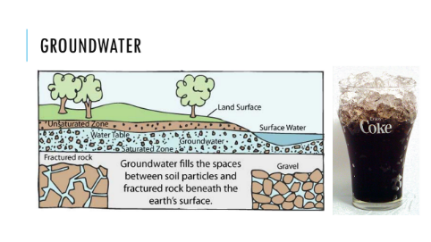 GROUNDWATER
Land Surface
Unsaturated Zone
Surface Water
Water Table
Groundwater
Saturated Zone
Fractured rock
Gravel
Groundwater fills the spaces
between soil particles and
fractured rock beneath the
earth's surface.
Coke